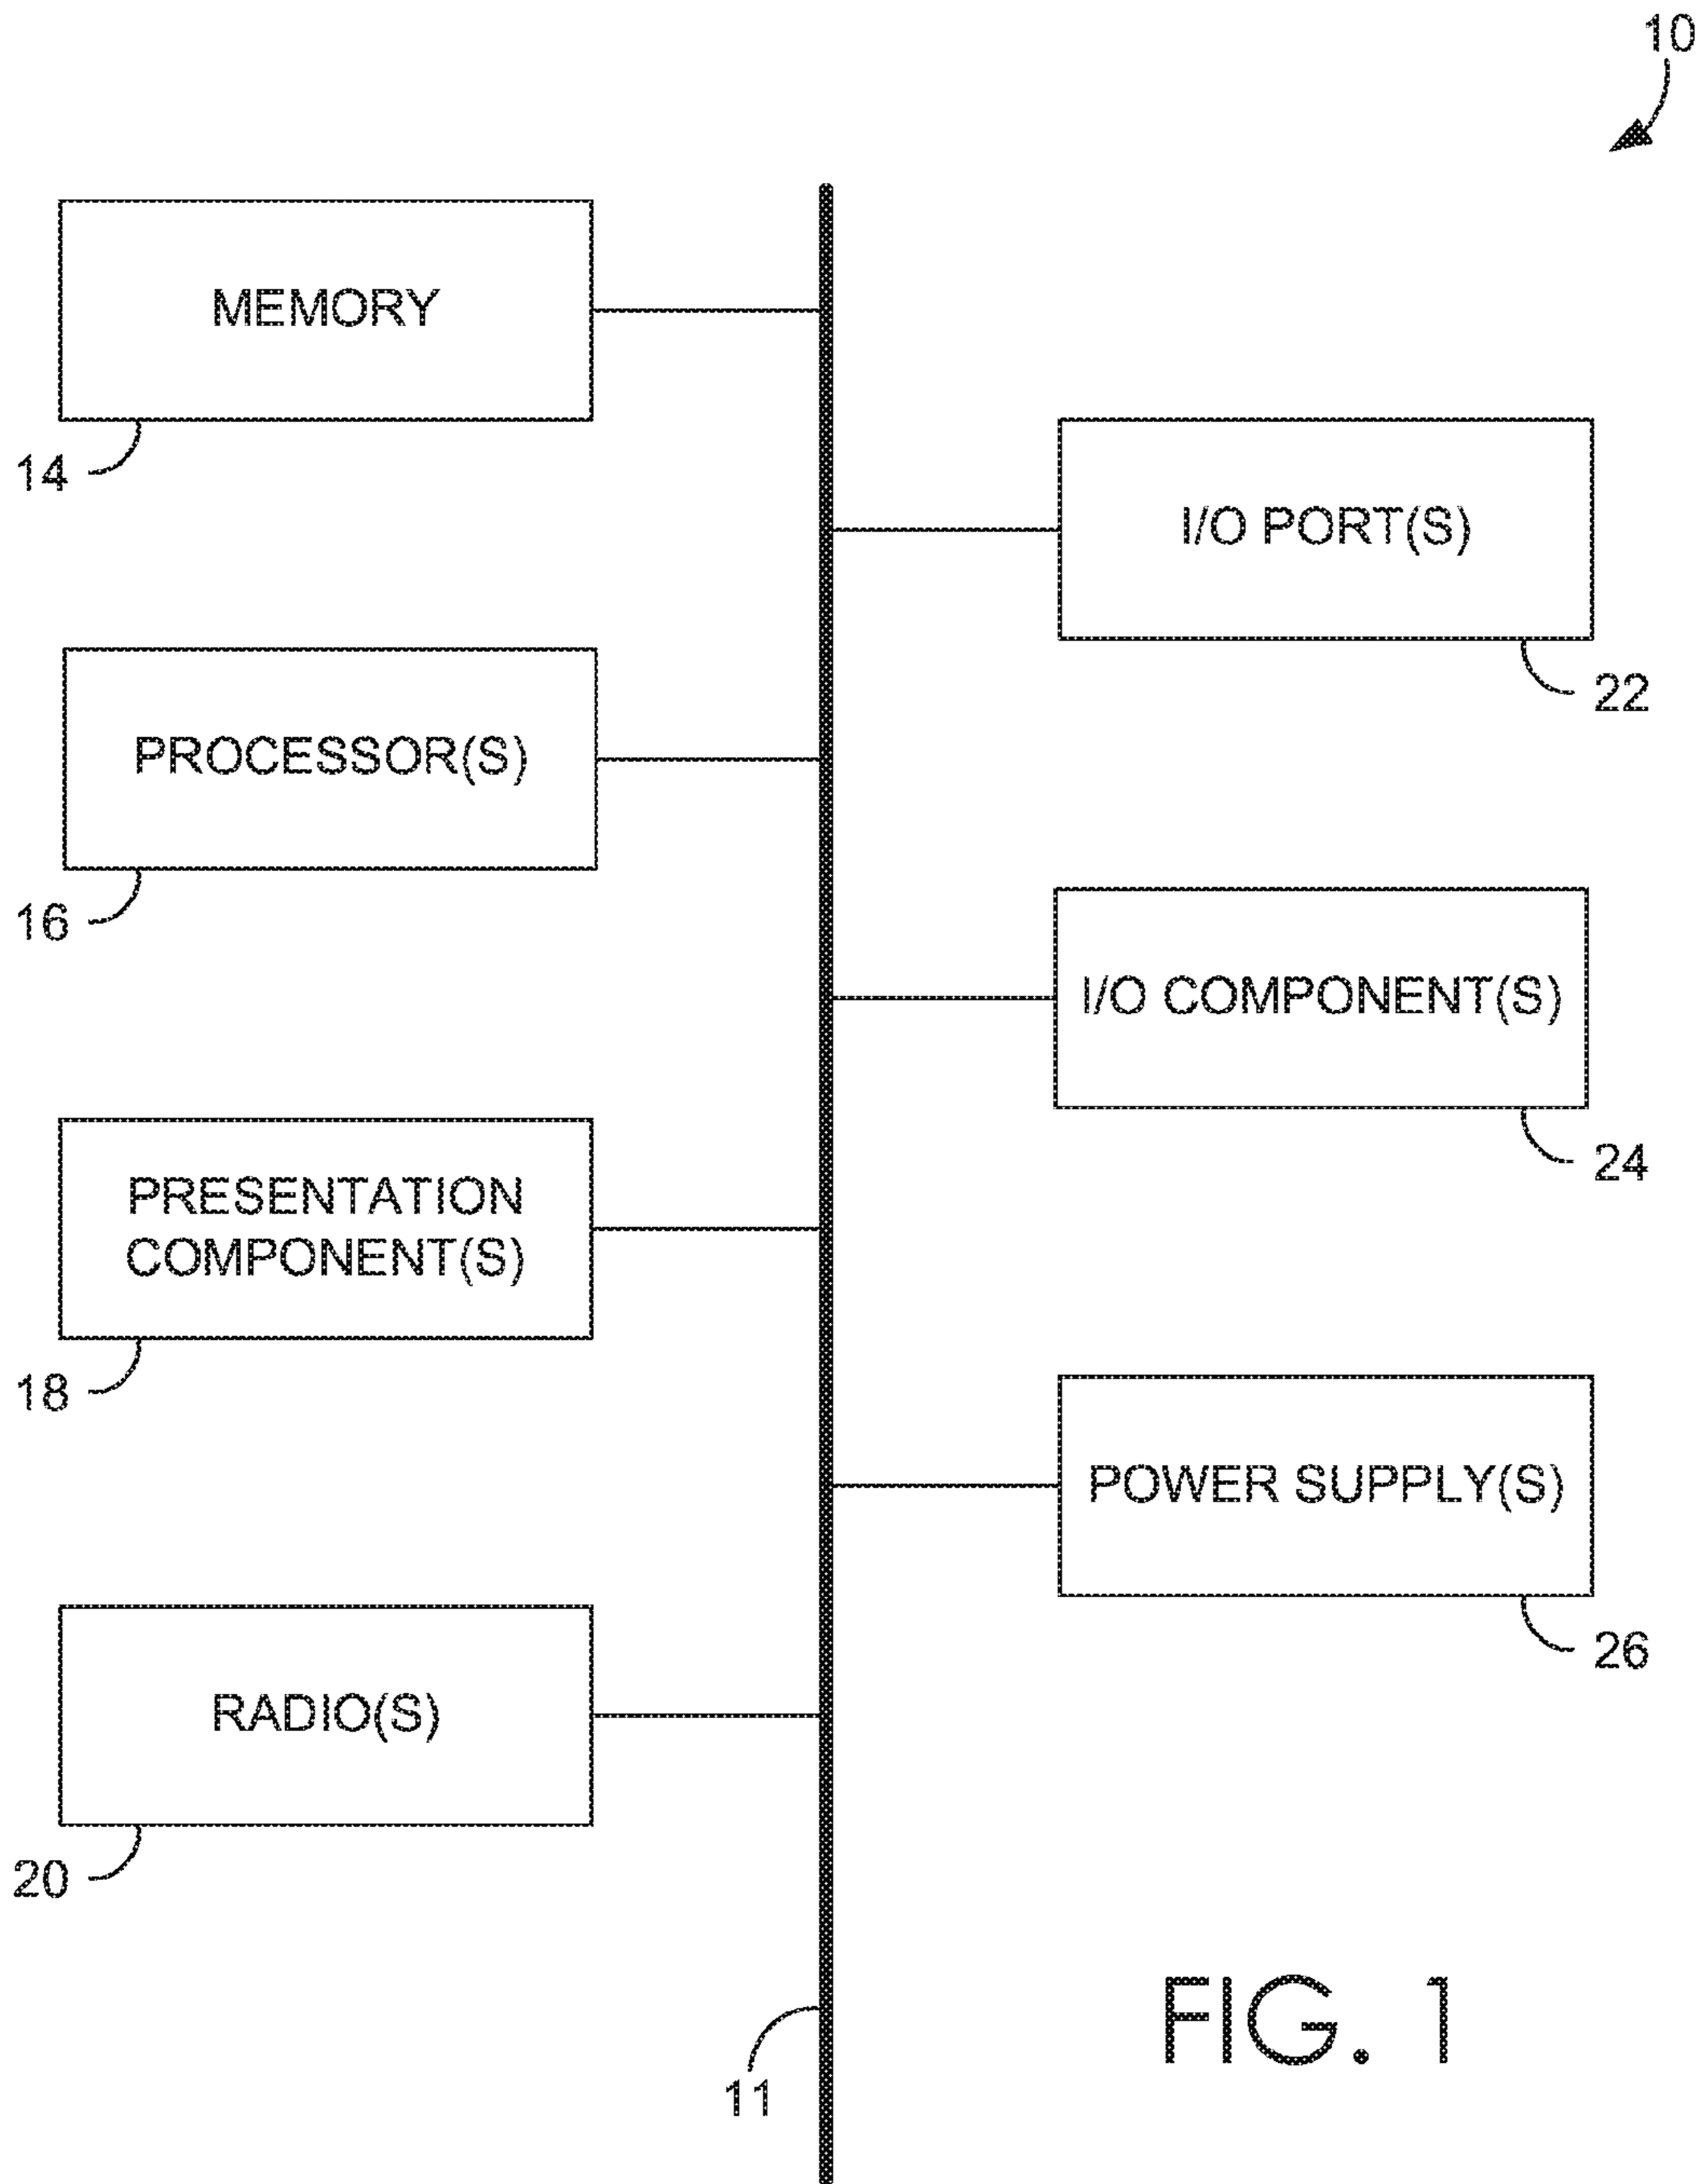 10
MEMORY
14
I/O PORT(S)
22
PROCESSOR(S)
16
I/O COMPONENT(S)
24
PRESENTATION
COMPONENT(S)
18
POWER SUPPLY(S)
26
RADIO(S)
20
11
FIG. 1